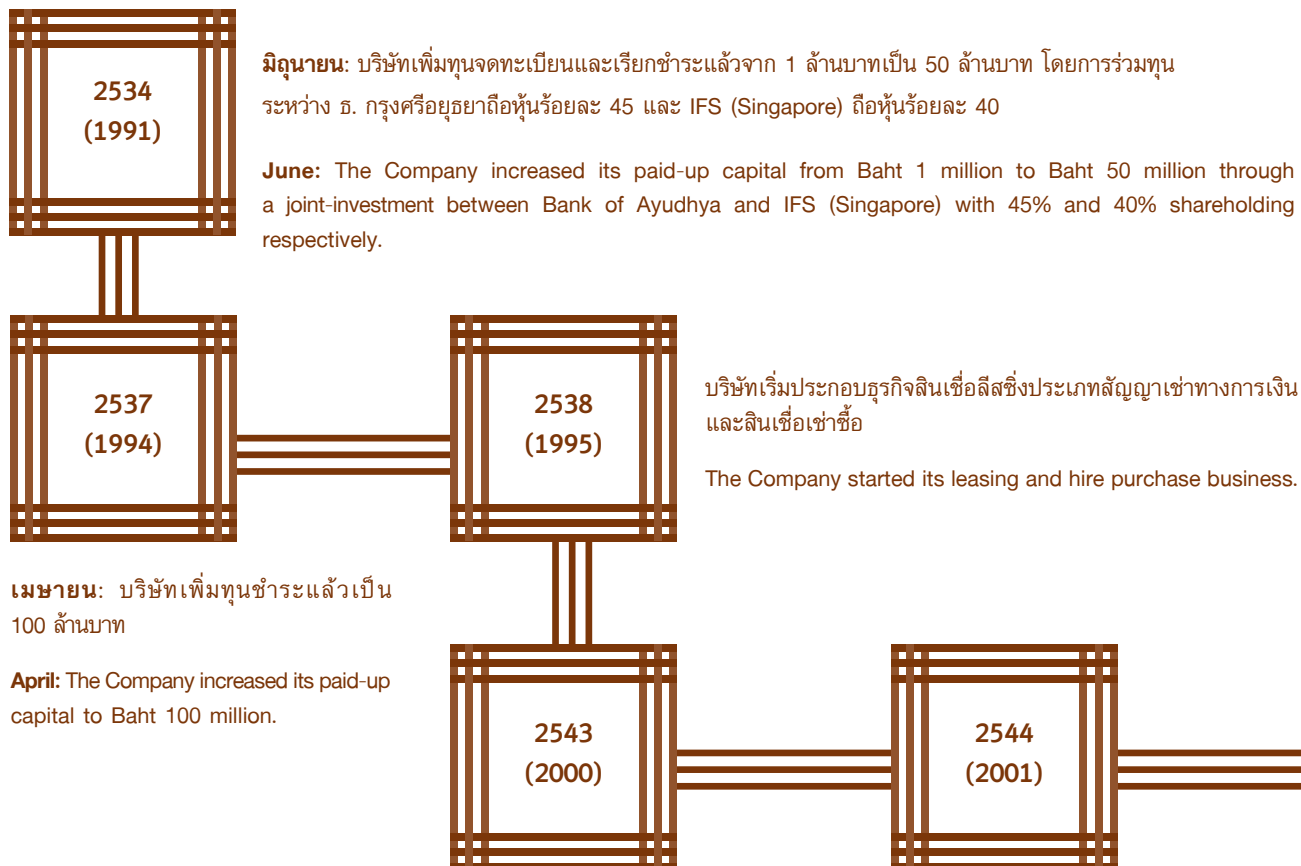 2534
(1991)
มิถุนายน: บริษัทเพิ่มทุนจดทะเบียนและเรียกชำระแล้วจาก 1 ล้านบาทเป็น 50 ล้านบาท โดยการร่วมทุน
ระหว่าง ธ. กรุงศรีอยุธยาถือหุ้นร้อยละ 45 และ IFS (Singapore) ถือหุ้นร้อยละ 40
June: The Company increased its paid-up capital from Baht 1 million to Baht 50 million through
a joint-investment between Bank of Ayudhya and IFS (Singapore) with 45% and 40% shareholding
respectively.
2537
(1994)
เมษายน: บริษัทเพิ่มทุนชำระแล้วเป็น
100 ล้านบาท
April: The Company increased its paid-up
capital to Baht 100 million.
2538
(1995)
บริษัทเริ่มประกอบธุรกิจสินเชื่อลีสซิ่งประเภทสัญญาเช่าทางการเงิน
และสินเชื่อเช่าซื้อ
The Company started its leasing and hire purchase business.
2543
(2000)
2544
(2001)